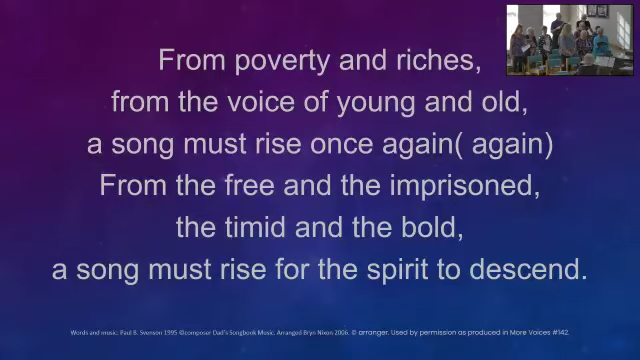 From poverty and riches,
from the voice of young and old,
a song must rise once again( again)
From the free and the imprisoned,
the timid and the bold,
a song must rise for the spirit to descend.
Words and music: Paul B. Svenson 1995 ©composer Dad's Songbook Music. Arranged Bryn Nixon 2006. © arranger. Used by permission as produced in More Voices #142.